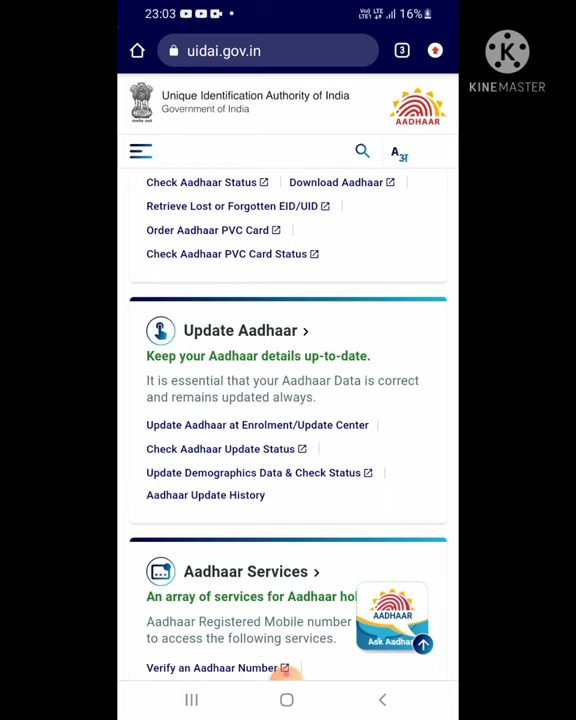 23:03
16%
uidai.gov.in
3
KINEMASTER
Unique Identification Authority of India
Government of India
AADHAAR
Check Aadhaar Status
Download Aadhaar
Retrieve Lost or Forgotten EID/UID
Order Aadhaar PVC Card
Check Aadhaar PVC Card Status
Update Aadhaar
Keep your Aadhaar details up-to-date.
It is essential that your Aadhaar Data is correct
and remains updated always.
Update Aadhaar at Enrolment/Update Center
Check Aadhaar Update Status
Update Demographics Data & Check Status
Aadhaar Update History
Aadhaar Services
An array of services for Aadhaar
Aadhaar Registered Mobile number
to access the following services.
AADHAAR
Ask
Verify an Aadhaar Number